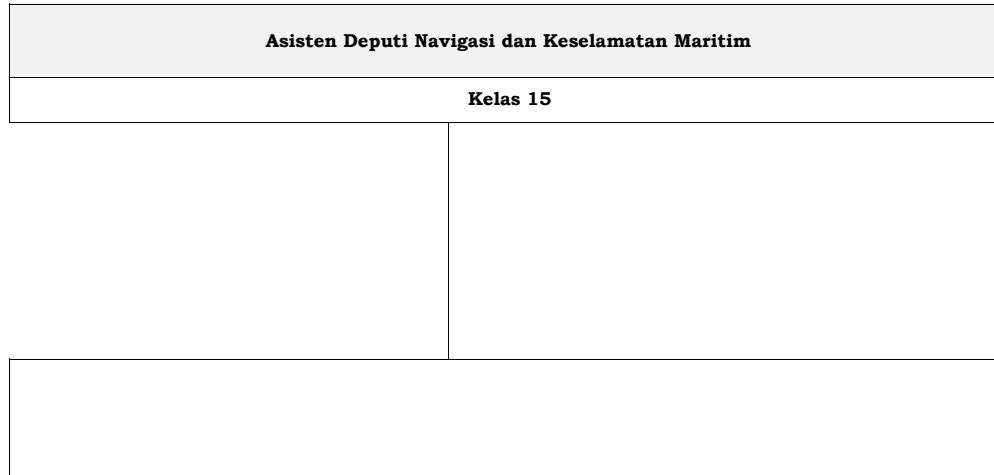 Asisten Deputi Navigasi dan Keselamatan Maritim
Kelas 15